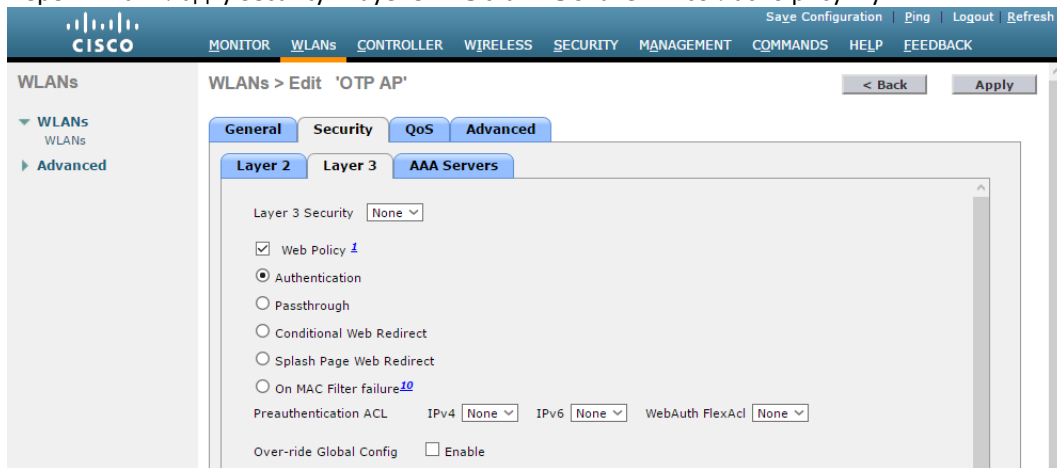 Save Configuration | Ping | Logout | Refresh
CISCO
MONITOR WLANs CONTROLLER WIRELESS SECURITY MANAGEMENT COMMANDS HELP FEEDBACK
WLANs
WLANs > Edit 'OTP AP'
< Back
Apply
WLANs
WLANs
Advanced
General
Security
QoS
Advanced
Layer 2
Layer 3
AAA Servers
Layer 3 Security None
Web Policy 1
Authentication
Passthrough
Conditional Web Redirect
Splash Page Web Redirect
On MAC Filter failure10
Preauthentication ACL IPv4 None IPv6 None WebAuth FlexAcl None
Over-ride Global Config Enable